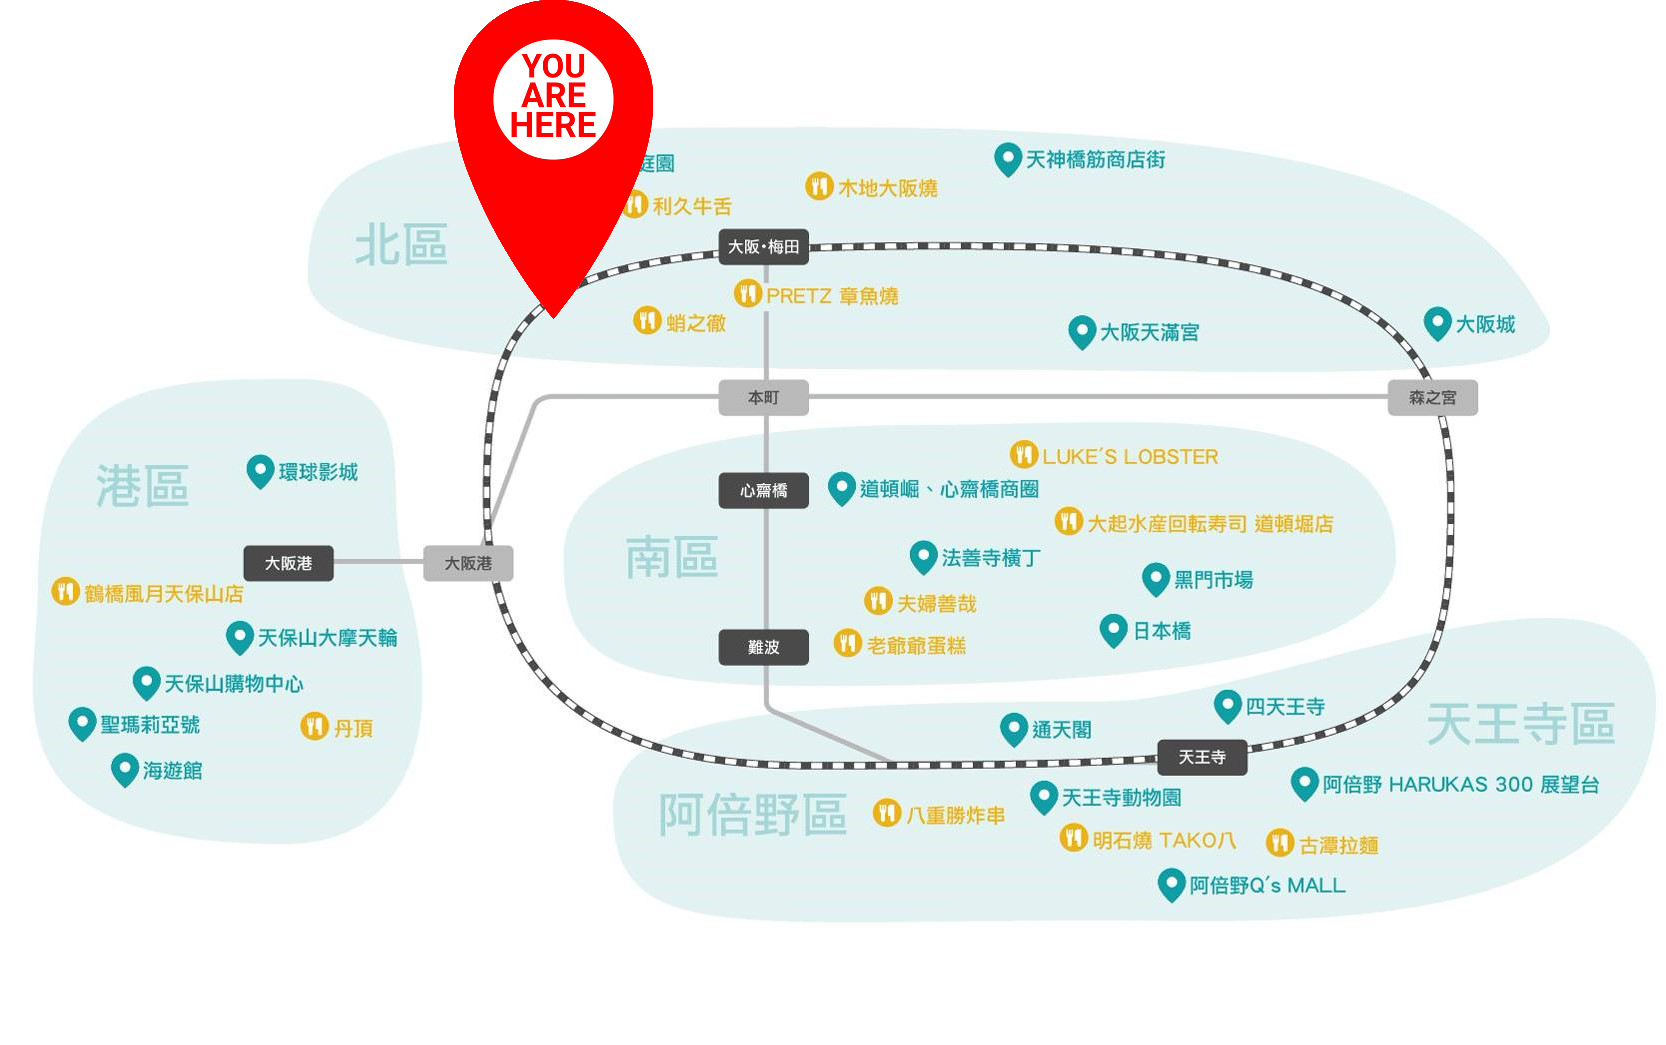 YOU
ARE
HERE
庭園
天神橋筋商店街
木地大阪燒
利久牛舌
北區
大阪•梅田
PRETZ 章魚燒
蛸之徹
大阪天滿宮
大阪城
本町
森之宮
港區
環球影城
LUKE´S LOBSTER
心齋橋
道頓崛、心齋橋商圈
大起水産回転寿司 道頓堀店
南區
法善寺橫丁
黑門市場
大阪港
大阪港
鶴橋風月天保山店
夫婦善哉
日本橋
天保山大摩天輪
難波
老爺爺蛋糕
天保山購物中心
聖瑪莉亞號
丹頂
海遊館
四天王寺
通天閣
天王寺區
天王寺
阿倍野 HARUKAS 300 展望台
天王寺動物園
阿倍野區
八重勝炸串
明石燒 TAKO八
古潭拉麵
阿倍野Q´s MALL